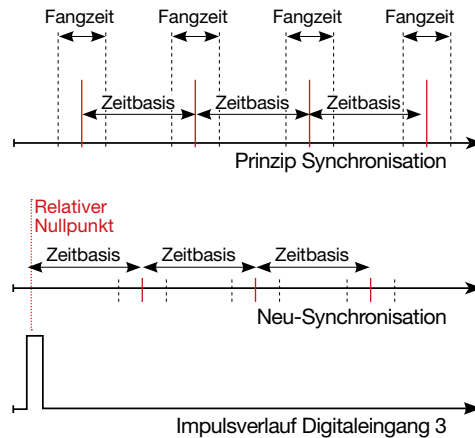 Fangzeit Fangzeit Fangzeit Fangzeit
Zeitbasis Zeitbasis Zeitbasis
Prinzip Synchronisation
Relativer
Nullpunkt
Zeitbasis Zeitbasis Zeitbasis
Neu-Synchronisation
Impulsverlauf Digitaleingang 3